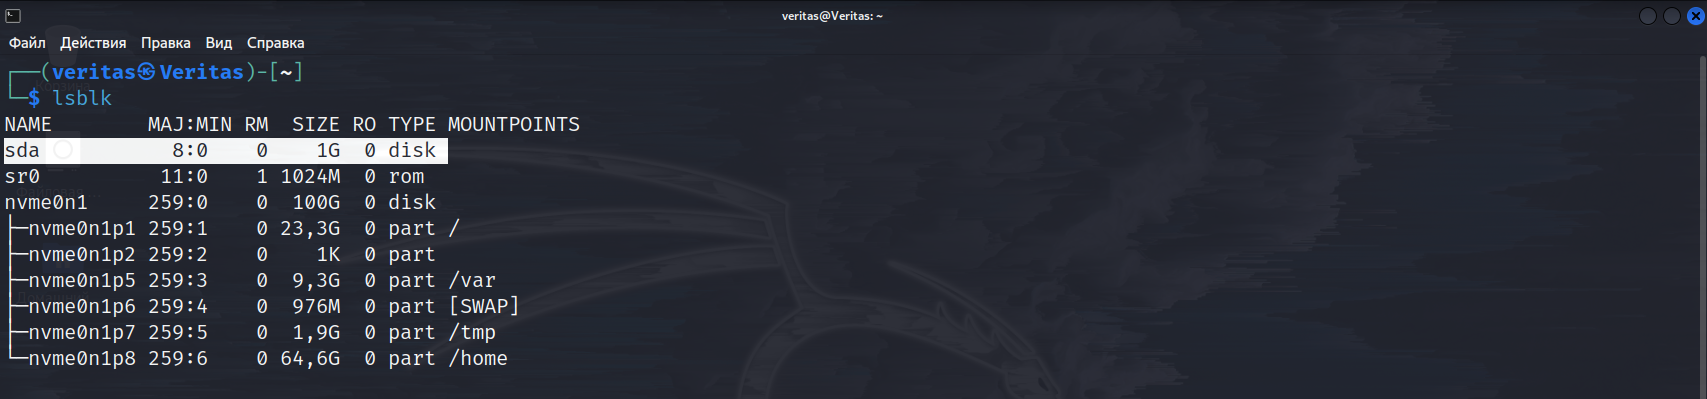 veritas@Veritas: ~
Файл Действия Правка Вид Справка
┌──(veritas㉿Veritas)-[~]
└─$ lsblk
NAME        MAJ:MIN RM  SIZE RO TYPE MOUNTPOINTS
sda           8:0    0    1G  0 disk
sr0          11:0    1 1024M  0 rom
nvme0n1     259:0    0  100G  0 disk
├─nvme0n1p1 259:1    0 23,3G  0 part /
├─nvme0n1p2 259:2    0    1K  0 part
├─nvme0n1p5 259:3    0  9,3G  0 part /var
├─nvme0n1p6 259:4    0  976M  0 part [SWAP]
├─nvme0n1p7 259:5    0  1,9G  0 part /tmp
└─nvme0n1p8 259:6    0 64,6G  0 part /home